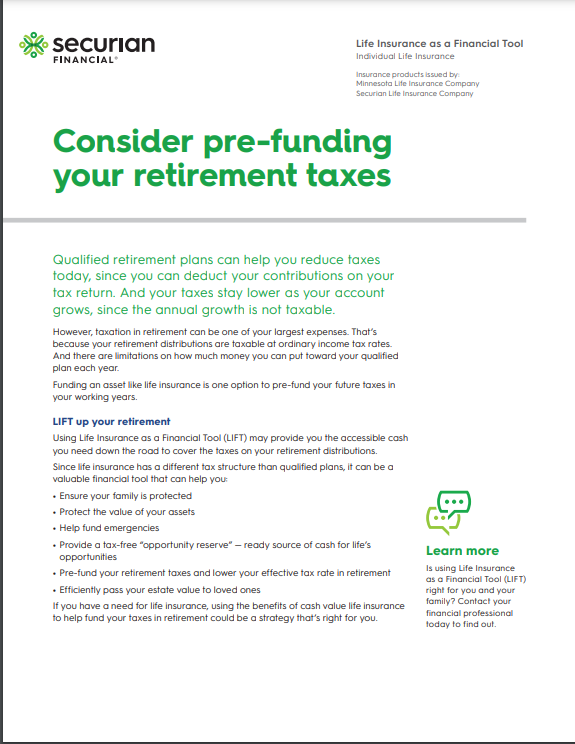 securian
FINANCIAL®
Life Insurance as a Financial Tool
Individual Life Insurance
Insurance products issued by:
Minnesota Life Insurance Company
Securian Life Insurance Company
Consider pre-funding
your retirement taxes
Qualified retirement plans can help you reduce taxes
today, since you can deduct your contributions on your
tax return. And your taxes stay lower as your account
grows, since the annual growth is not taxable.
However, taxation in retirement can be one of your largest expenses. That's
because your retirement distributions are taxable at ordinary income tax rates.
And there are limitations on how much money you can put toward your qualified
plan each year.
Funding an asset like life insurance is one option to pre-fund your future taxes in
your working years.
LIFT up your retirement
Using Life Insurance as a Financial Tool (LIFT) may provide you the accessible cash
you need down the road to cover the taxes on your retirement distributions.
Since life insurance has a different tax structure than qualified plans, it can be a
valuable financial tool that can help you:
• Ensure your family is protected
• Protect the value of your assets
• Help fund emergencies
• Provide a tax-free "opportunity reserve" — ready source of cash for life's
opportunities
• Pre-fund your retirement taxes and lower your effective tax rate in retirement
• Efficiently pass your estate value to loved ones
If you have a need for life insurance, using the benefits of cash value life insurance
to help fund your taxes in retirement could be a strategy that's right for you.
Learn more
Is using Life Insurance
as a Financial Tool (LIFT)
right for you and your
family? Contact your
financial professional
today to find out.